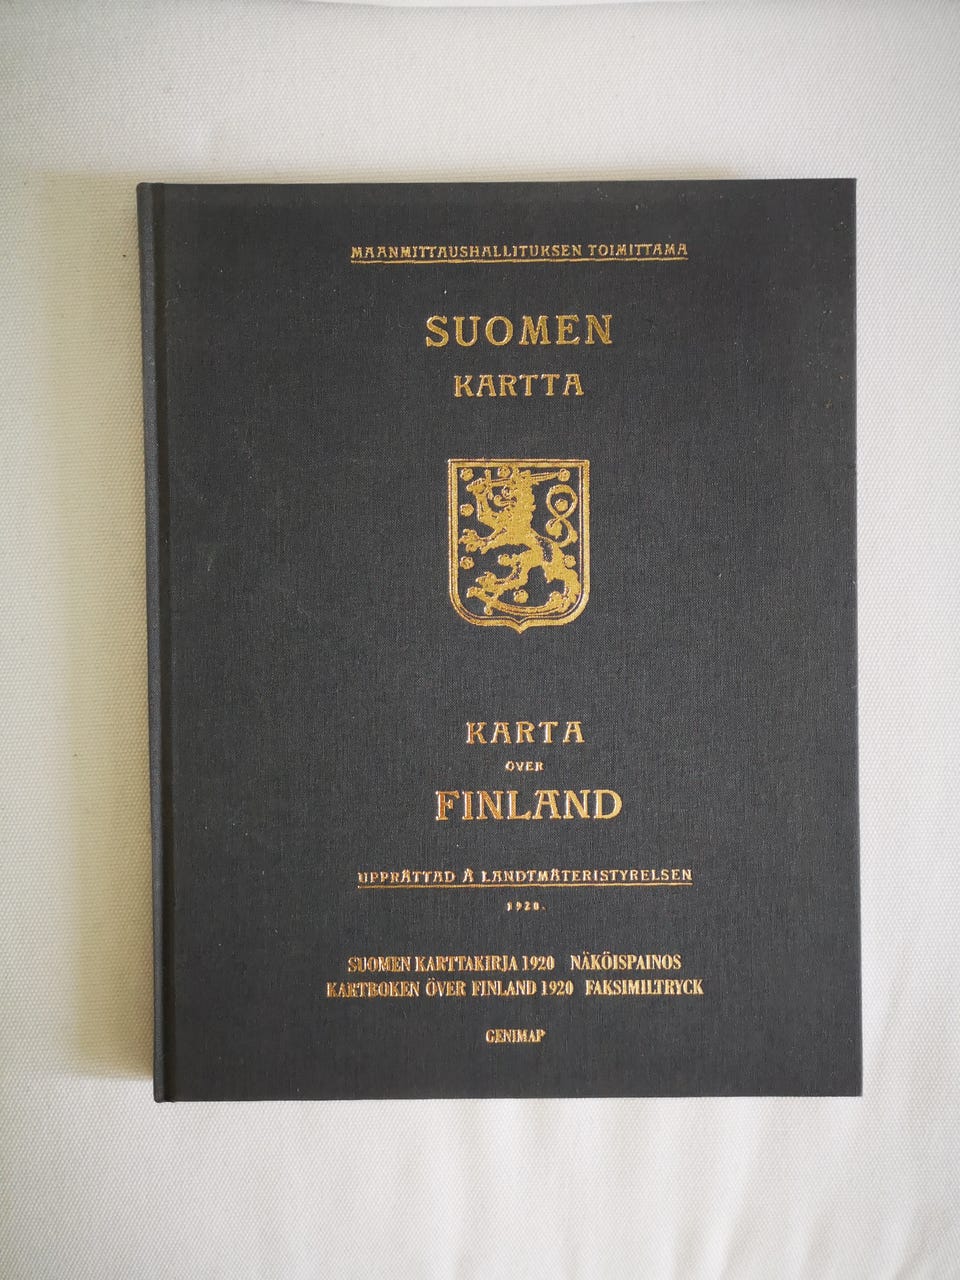 MAANMITTAUSHALLITUKSEN TOIMITTAMA
SUOMEN
KARTTA
KARTA
ÖVER
FINLAND
UPPRÄTTAD Å LANDTMÄTERISTYRELSEN
1920.
SUOMEN KARTTAKIRJA 1920 NÄKÖISPAINOS
KARTBOKEN ÖVER FINLAND 1920 FAKSIMILTRYCK
GENIMAP